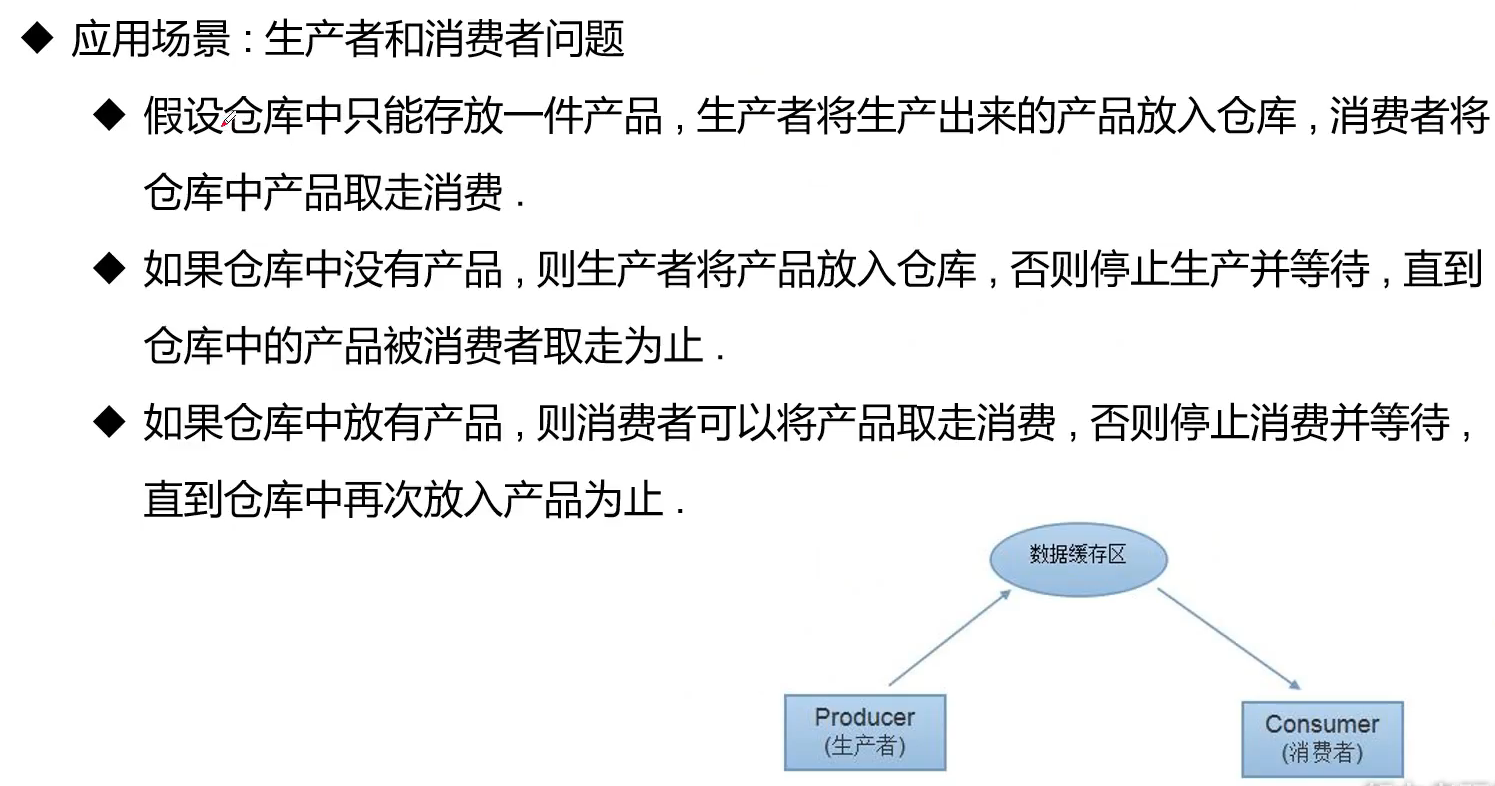 ◆ 应用场景 : 生产者和消费者问题
◆ 假设仓库中只能存放一件产品 , 生产者将生产出来的产品放入仓库 , 消费者将
仓库中产品取走消费 .
◆ 如果仓库中没有产品 , 则生产者将产品放入仓库 , 否则停止生产并等待 , 直到
仓库中的产品被消费者取走为止 .
◆ 如果仓库中放有产品 , 则消费者可以将产品取走消费 , 否则停止消费并等待 ,
直到仓库中再次放入产品为止 .
数据缓存区
Producer
(生产者)
Consumer
(消费者)